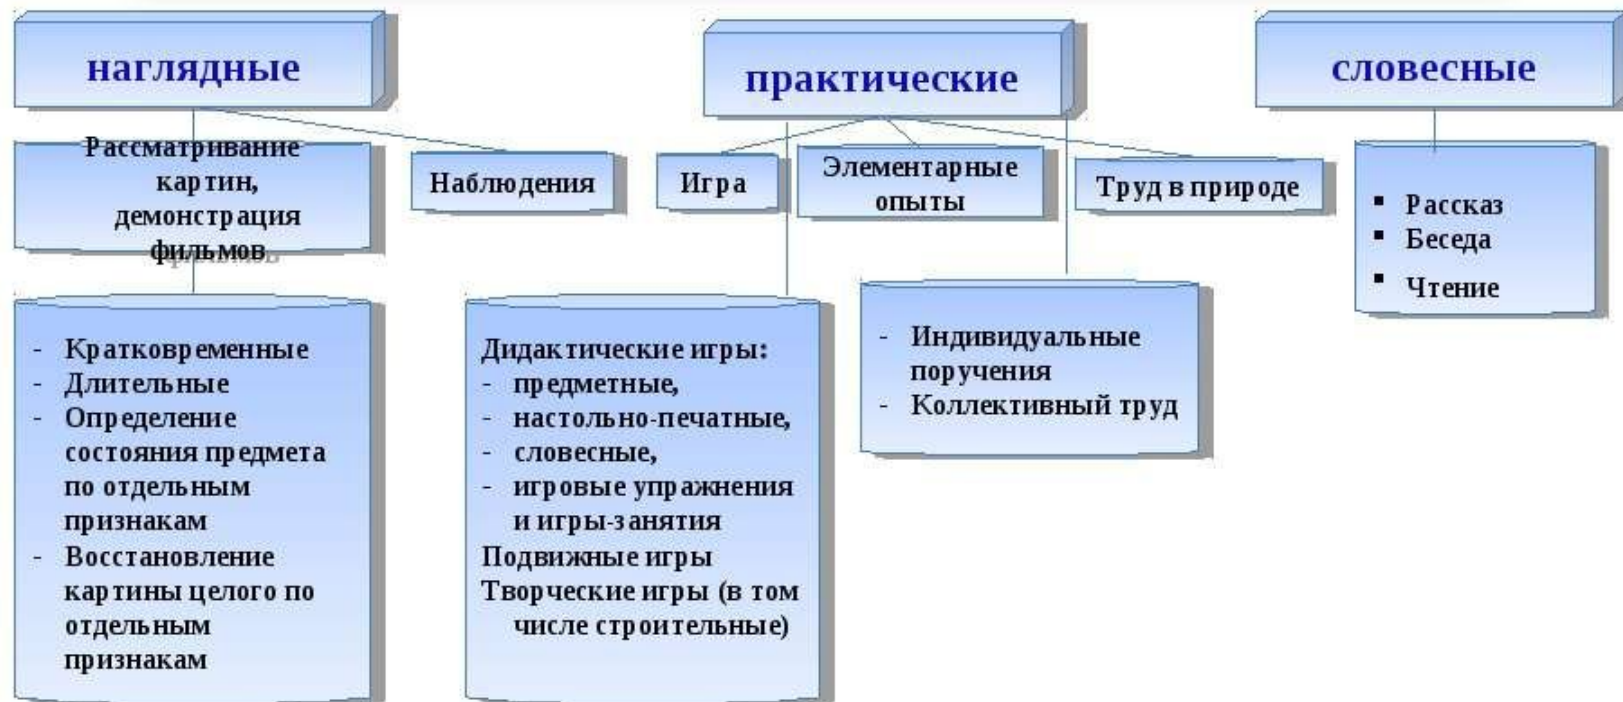 наглядные
практические
словесные
Рассматривание
картин,
демонстрация
фильмов
Наблюдения
Игра
Элементарные
опыты
Труд в природе
▪ Рассказ
▪ Беседа
▪ Чтение
- Кратковременные
- Длительные
- Определение
состояния предмета
по отдельным
признакам
- Восстановление
картины целого по
отдельным
признакам
Дидактические игры:
- предметные,
- настольно-печатные,
- словесные,
- игровые упражнения
и игры-занятия
Подвижные игры
Творческие игры (в том
числе строительные)
- Индивидуальные
поручения
- Коллективный труд